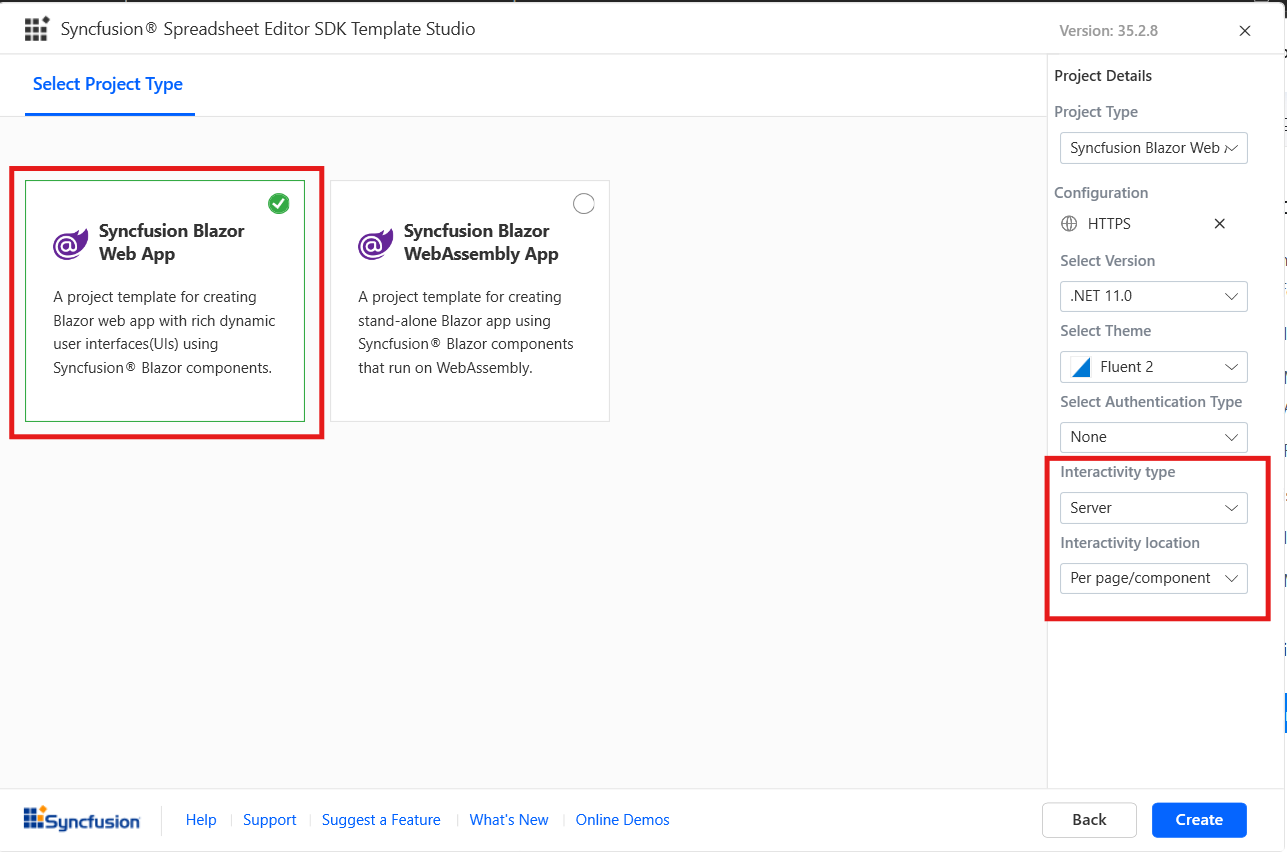 Syncfusion® Spreadsheet Editor SDK Template Studio
Version: 35.2.8
Select Project Type
Syncfusion Blazor
Web App
A project template for creating
Blazor web app with rich dynamic
user interfaces(UIs) using
Syncfusion® Blazor components.
Syncfusion Blazor
WebAssembly App
A project template for creating
stand-alone Blazor app using
Syncfusion® Blazor components
that run on WebAssembly.
Project Details
Project Type
Syncfusion Blazor Web
Configuration
HTTPS
Select Version
.NET 11.0
Select Theme
Fluent 2
Select Authentication Type
None
Interactivity type
Server
Interactivity location
Per page/component
Syncfusion
Help
Support
Suggest a Feature
What's New
Online Demos
Back
Create